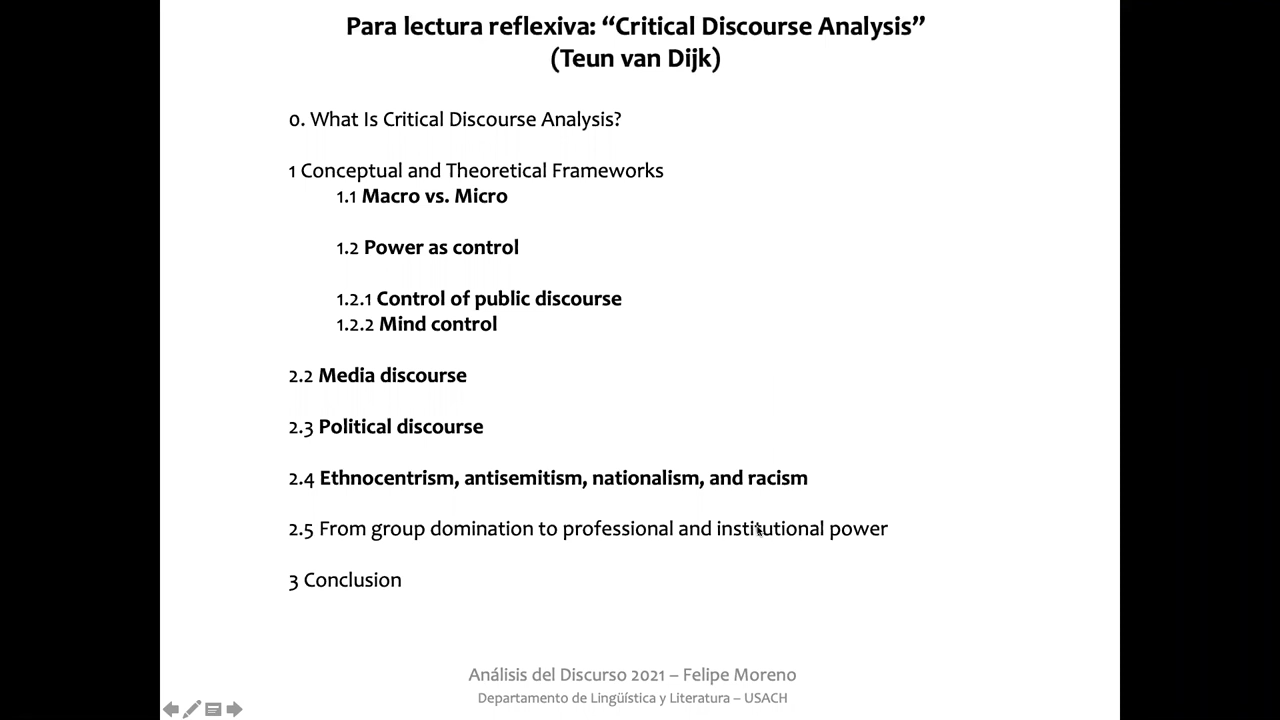 Para lectura reflexiva: “Critical Discourse Analysis”
(Teun van Dijk)
0. What Is Critical Discourse Analysis?
1 Conceptual and Theoretical Frameworks
1.1 Macro vs. Micro
1.2 Power as control
1.2.1 Control of public discourse
1.2.2 Mind control
2.2 Media discourse
2.3 Political discourse
2.4 Ethnocentrism, antisemitism, nationalism, and racism
2.5 From group domination to professional and institutional power
3 Conclusion
Análisis del Discurso 2021 – Felipe Moreno
Departamento de Lingüística y Literatura – USACH